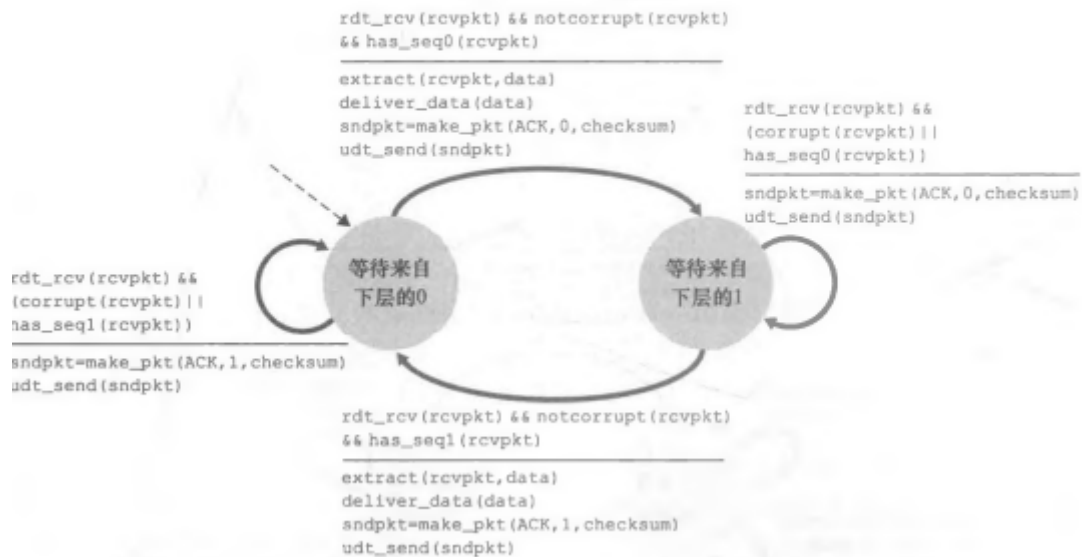 rdt_rcv(rcvpkt) && notcorrupt(rcvpkt)
&& has_seq0(rcvpkt)
extract(rcvpkt,data)
deliver_data(data)
sndpkt=make_pkt(ACK,0,checksum)
udt_send(sndpkt)
rdt_rcv(rcvpkt) &&
(corrupt(rcvpkt)||
has_seq0(rcvpkt))
sndpkt=make_pkt(ACK,0,checksum)
udt_send(sndpkt)
等待来自
下层的0
等待来自
下层的1
rdt_rcv(rcvpkt) &&
(corrupt(rcvpkt)||
has_seq1(rcvpkt))
sndpkt=make_pkt(ACK,1,checksum)
udt_send(sndpkt)
rdt_rcv(rcvpkt) && notcorrupt(rcvpkt)
&& has_seq1(rcvpkt)
extract(rcvpkt,data)
deliver_data(data)
sndpkt=make_pkt(ACK,1,checksum)
udt_send(sndpkt)